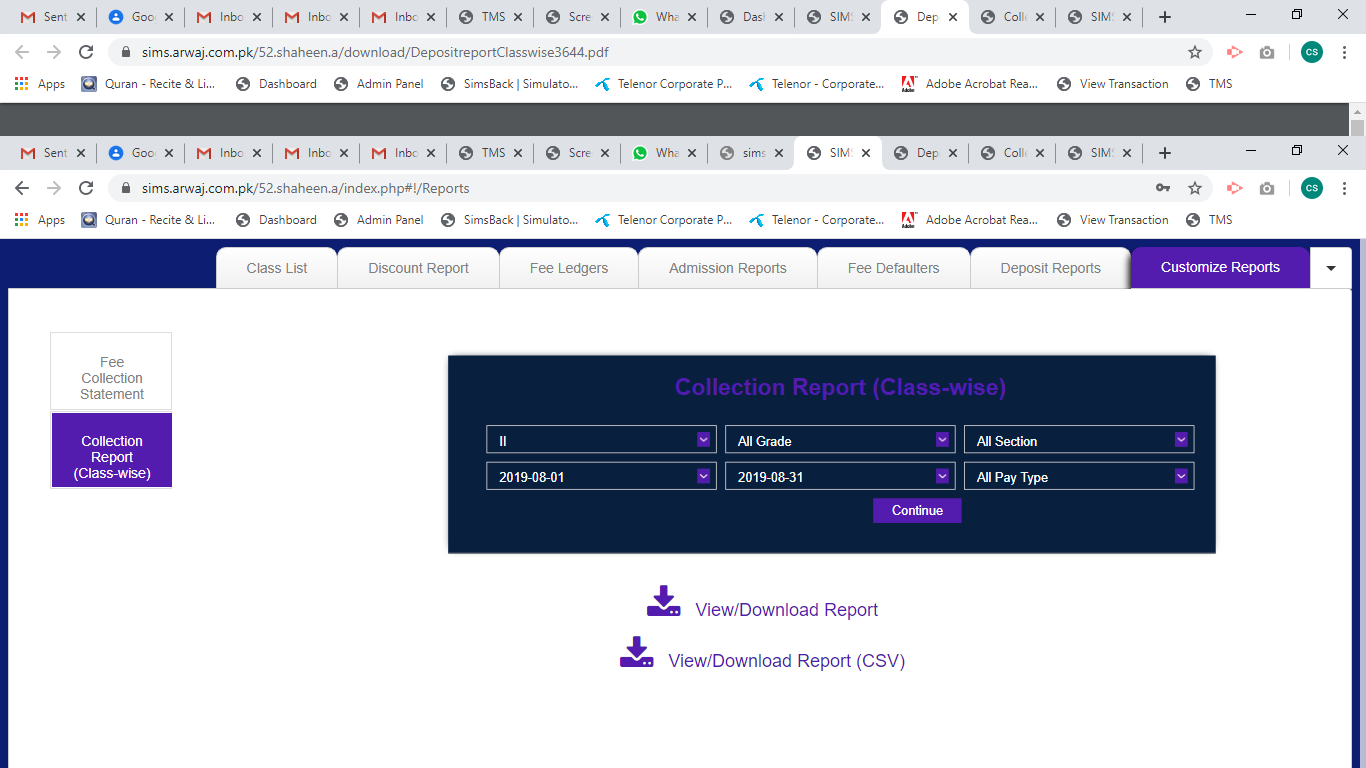 Sent Goo Inbo Inbo Inbo TMS Scre Wha Das SIMS Dep Coll SIMS
sims.arwaj.com.pk/52.shaheen.a/download/DepositreportClasswise3644.pdf CS
Apps Quran - Recite & Li... Dashboard Admin Panel SimsBack | Simulato... Telenor Corporate P... Telenor - Corporate... Adobe Acrobat Rea... View Transaction TMS
Sent Goo Inbo Inbo Inbo TMS Scre Wha sims SIMS Dep Coll SIMS
sims.arwaj.com.pk/52.shaheen.a/index.php#!/Reports CS
Apps Quran - Recite & Li... Dashboard Admin Panel SimsBack | Simulato... Telenor Corporate P... Telenor - Corporate... Adobe Acrobat Rea... View Transaction TMS
Class List Discount Report Fee Ledgers Admission Reports Fee Defaulters Deposit Reports Customize Reports
Fee
Collection
Statement
Collection
Report
(Class-wise)
Collection Report (Class-wise)
II All Grade All Section
2019-08-01 2019-08-31 All Pay Type
Continue
View/Download Report
View/Download Report (CSV)